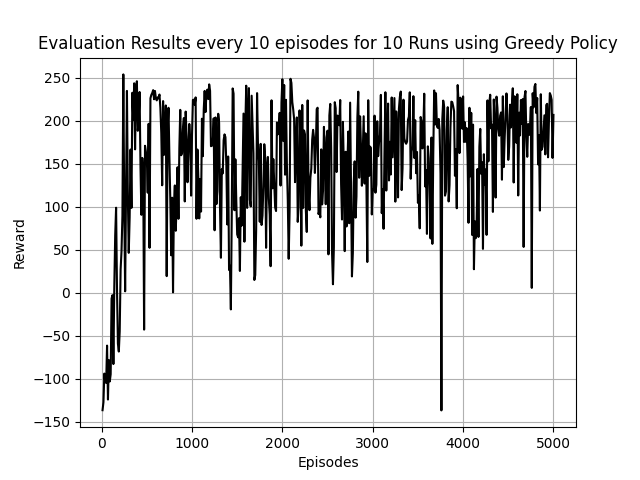 Evaluation Results every 10 episodes for 10 Runs using Greedy Policy
250
200
150
100
50
0
−50
−100
−150
Reward
0 1000 2000 3000 4000 5000
Episodes